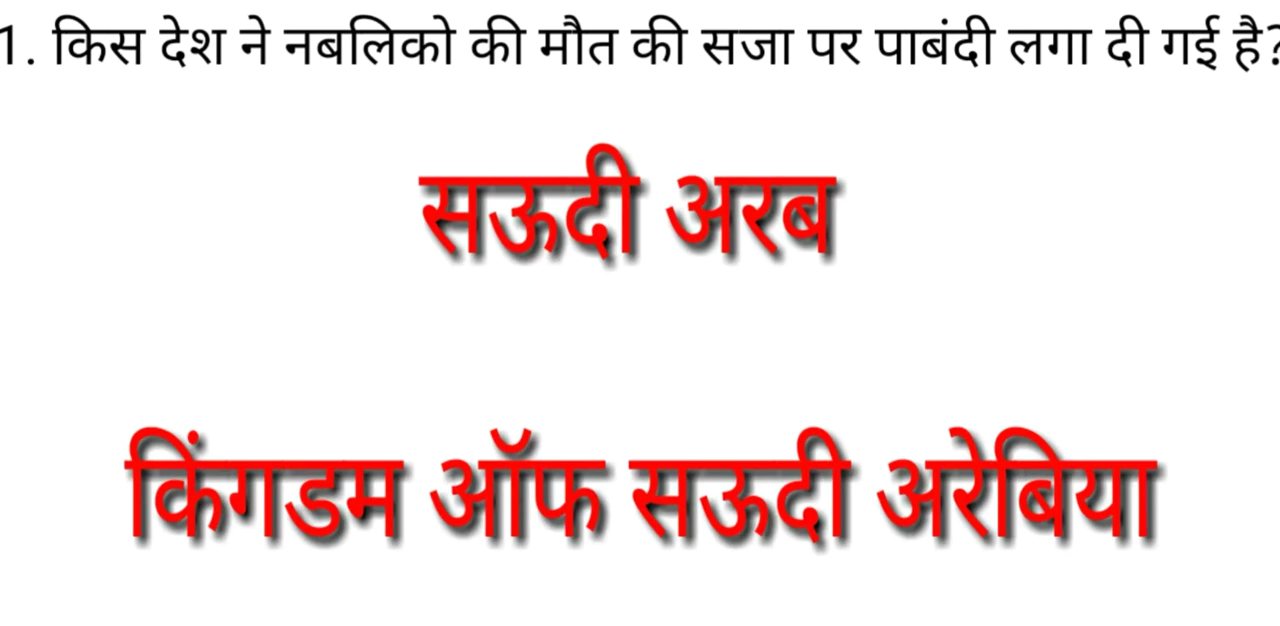 1. किस देश ने नबलिको की मौत की सजा पर पाबंदी लगा दी गई है?
सऊदी अरब
किंगडम ऑफ सऊदी अरेबिया